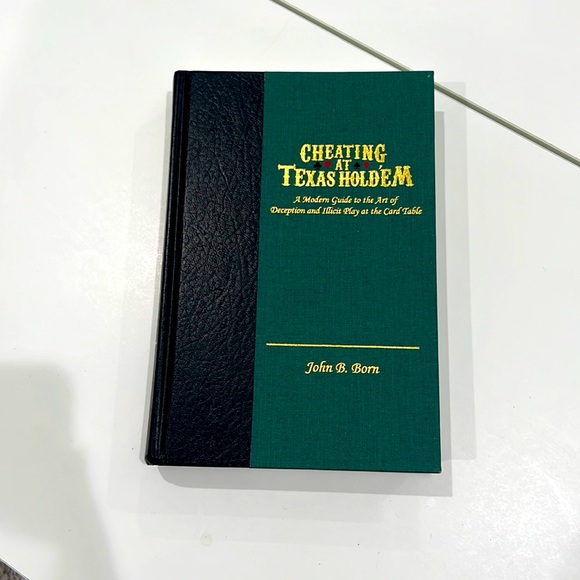 CHEATING
AT
TEXAS HOLD'EM
A Modern Guide to the Art of
Deception and Illicit Play at the Card Table
John B. Born